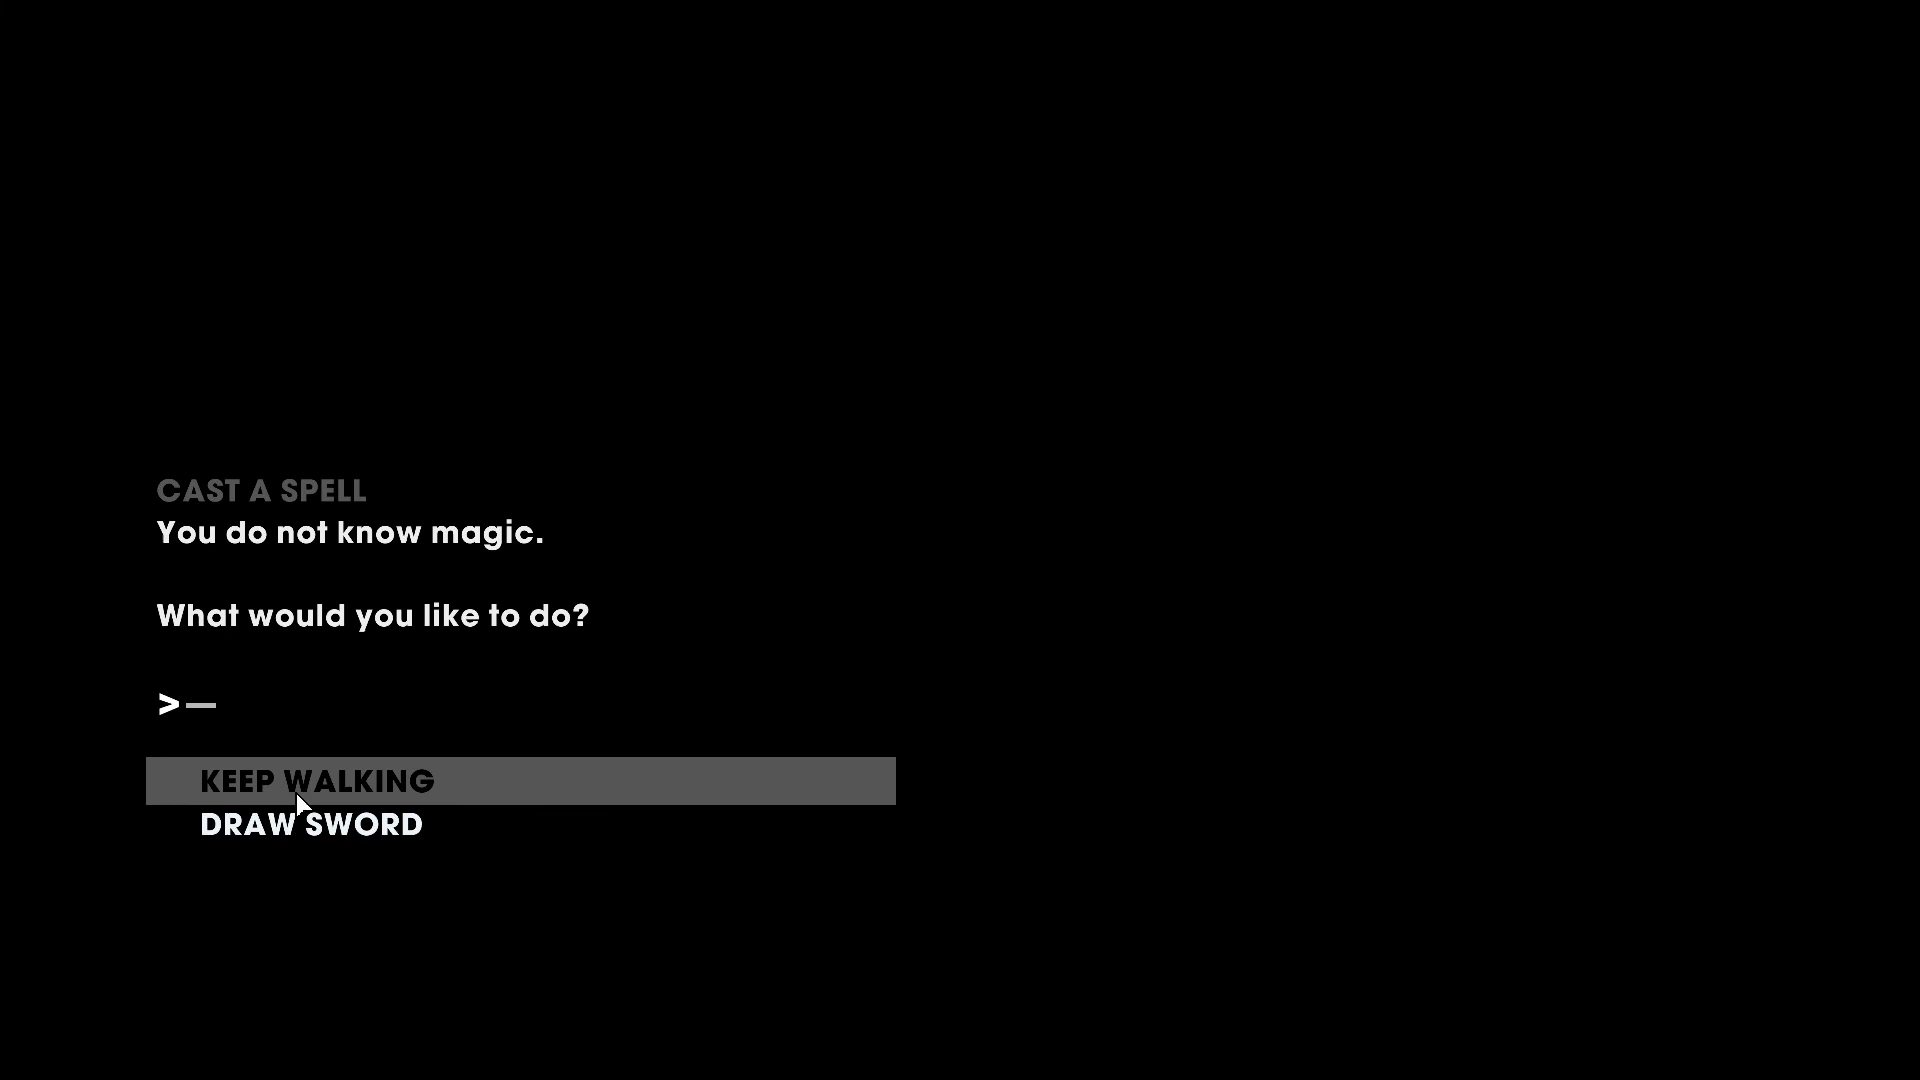 CAST A SPELL
You do not know magic.
What would you like to do?
>
KEEP WALKING
DRAW SWORD